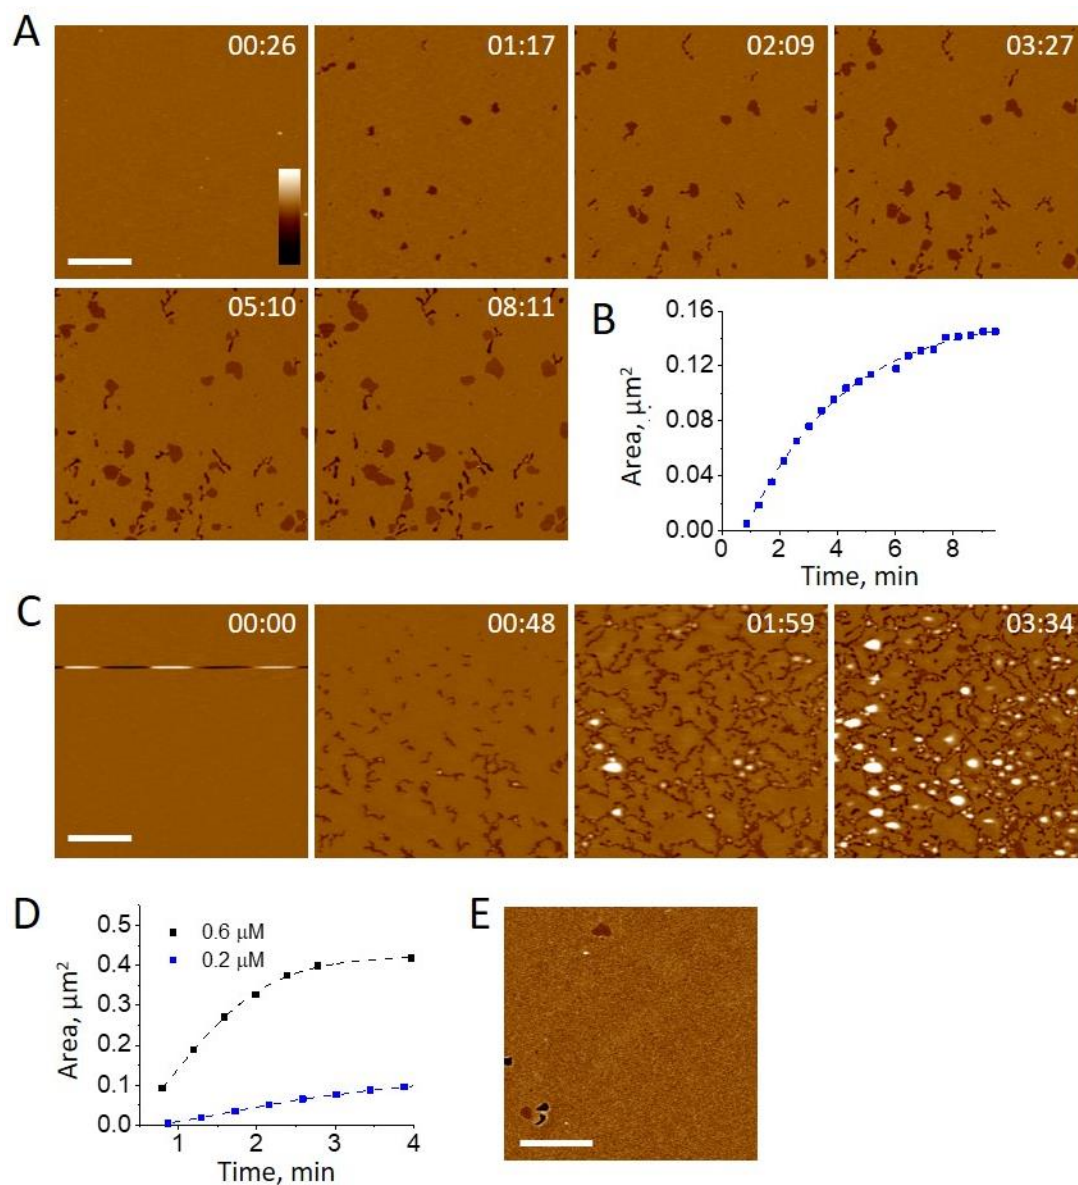 A
00:26
01:17
02:09
03:27
05:10
08:11
B
0.16
0.12
0.08
0.04
0.00
Area, μm²
0 2 4 6 8
Time, min
C
00:00
00:48
01:59
03:34
D
0.6 μM
0.2 μM
0.5
0.4
0.3
0.2
0.1
0.0
Area, μm²
1 2 3 4
Time, min
E